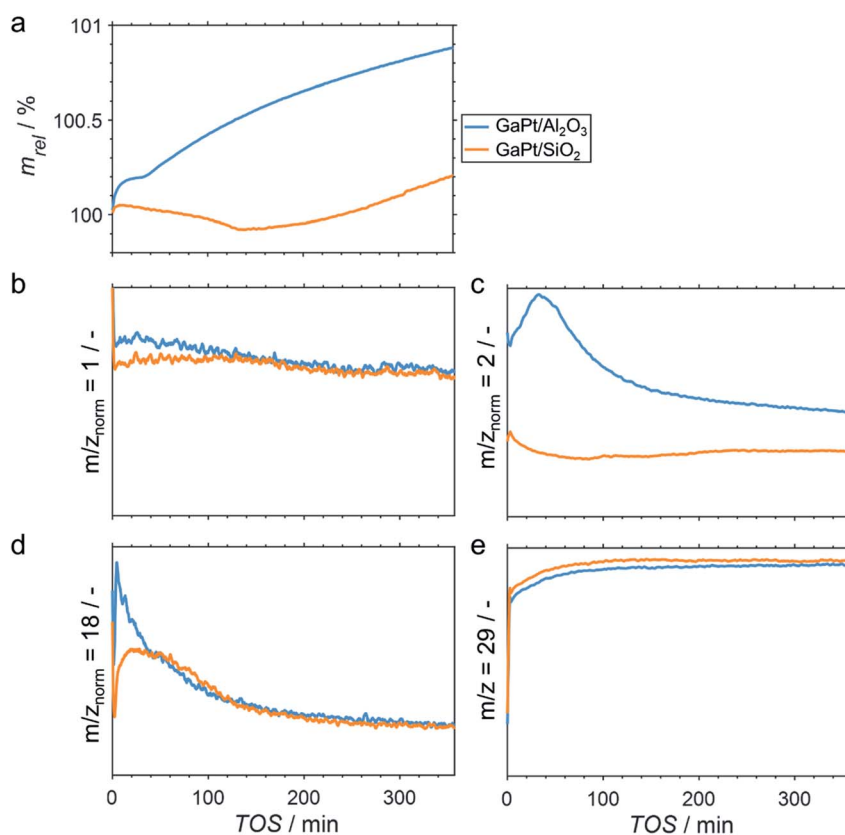 a
101
100.5
100
m_rel / %
GaPt/Al₂O₃
GaPt/SiO₂
b
m/z_norm = 1 / -
c
m/z_norm = 2 / -
d
m/z_norm = 18 / -
0 100 200 300
TOS / min
e
m/z = 29 / -
0 100 200 300
TOS / min